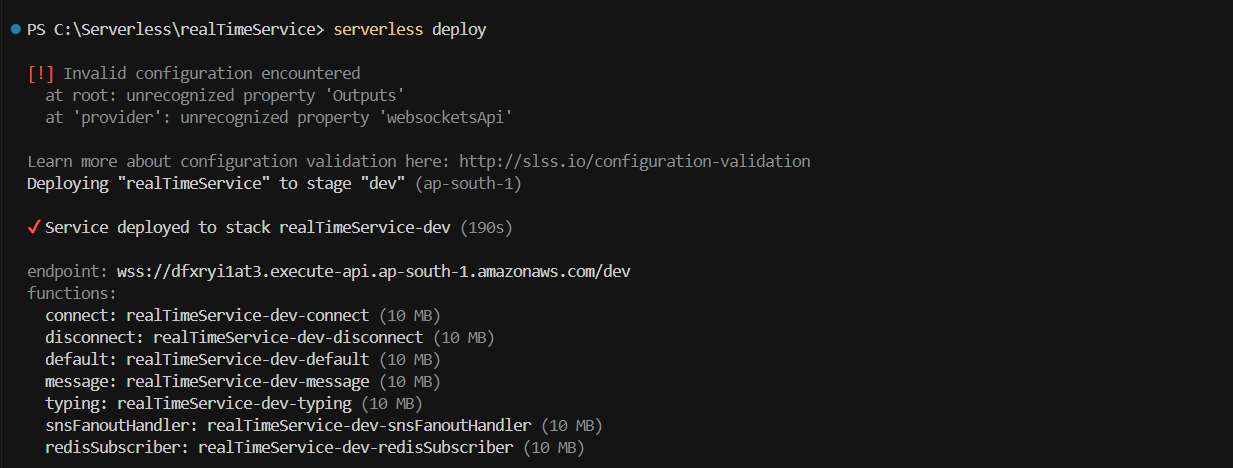 PS C:\Serverless\realTimeService> serverless deploy
[!] Invalid configuration encountered
at root: unrecognized property 'Outputs'
at 'provider': unrecognized property 'websocketsApi'
Learn more about configuration validation here: http://slss.io/configuration-validation
Deploying "realTimeService" to stage "dev" (ap-south-1)
✔ Service deployed to stack realTimeService-dev (190s)
endpoint: wss://dfxryi1at3.execute-api.ap-south-1.amazonaws.com/dev
functions:
connect: realTimeService-dev-connect (10 MB)
disconnect: realTimeService-dev-disconnect (10 MB)
default: realTimeService-dev-default (10 MB)
message: realTimeService-dev-message (10 MB)
typing: realTimeService-dev-typing (10 MB)
snsFanoutHandler: realTimeService-dev-snsFanoutHandler (10 MB)
redisSubscriber: realTimeService-dev-redisSubscriber (10 MB)